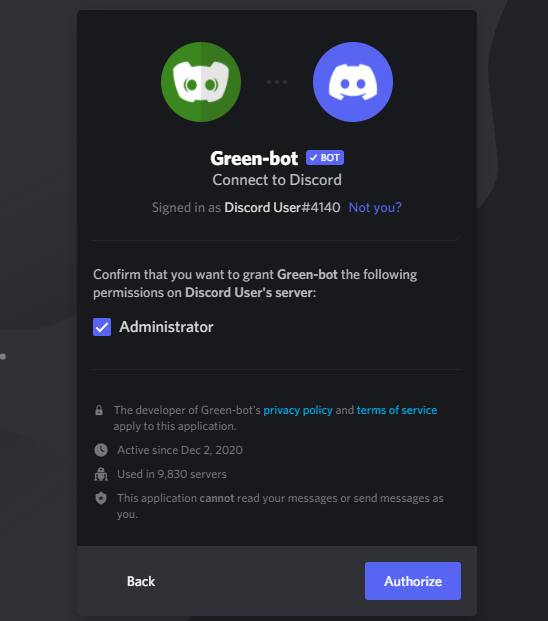 Green-bot ✓ BOT
Connect to Discord
Signed in as Discord User#4140 Not you?
Confirm that you want to grant Green-bot the following
permissions on Discord User's server:
Administrator
The developer of Green-bot's privacy policy and terms of service
apply to this application.
Active since Dec 2, 2020
Used in 9,830 servers
This application cannot read your messages or send messages as
you.
Back Authorize